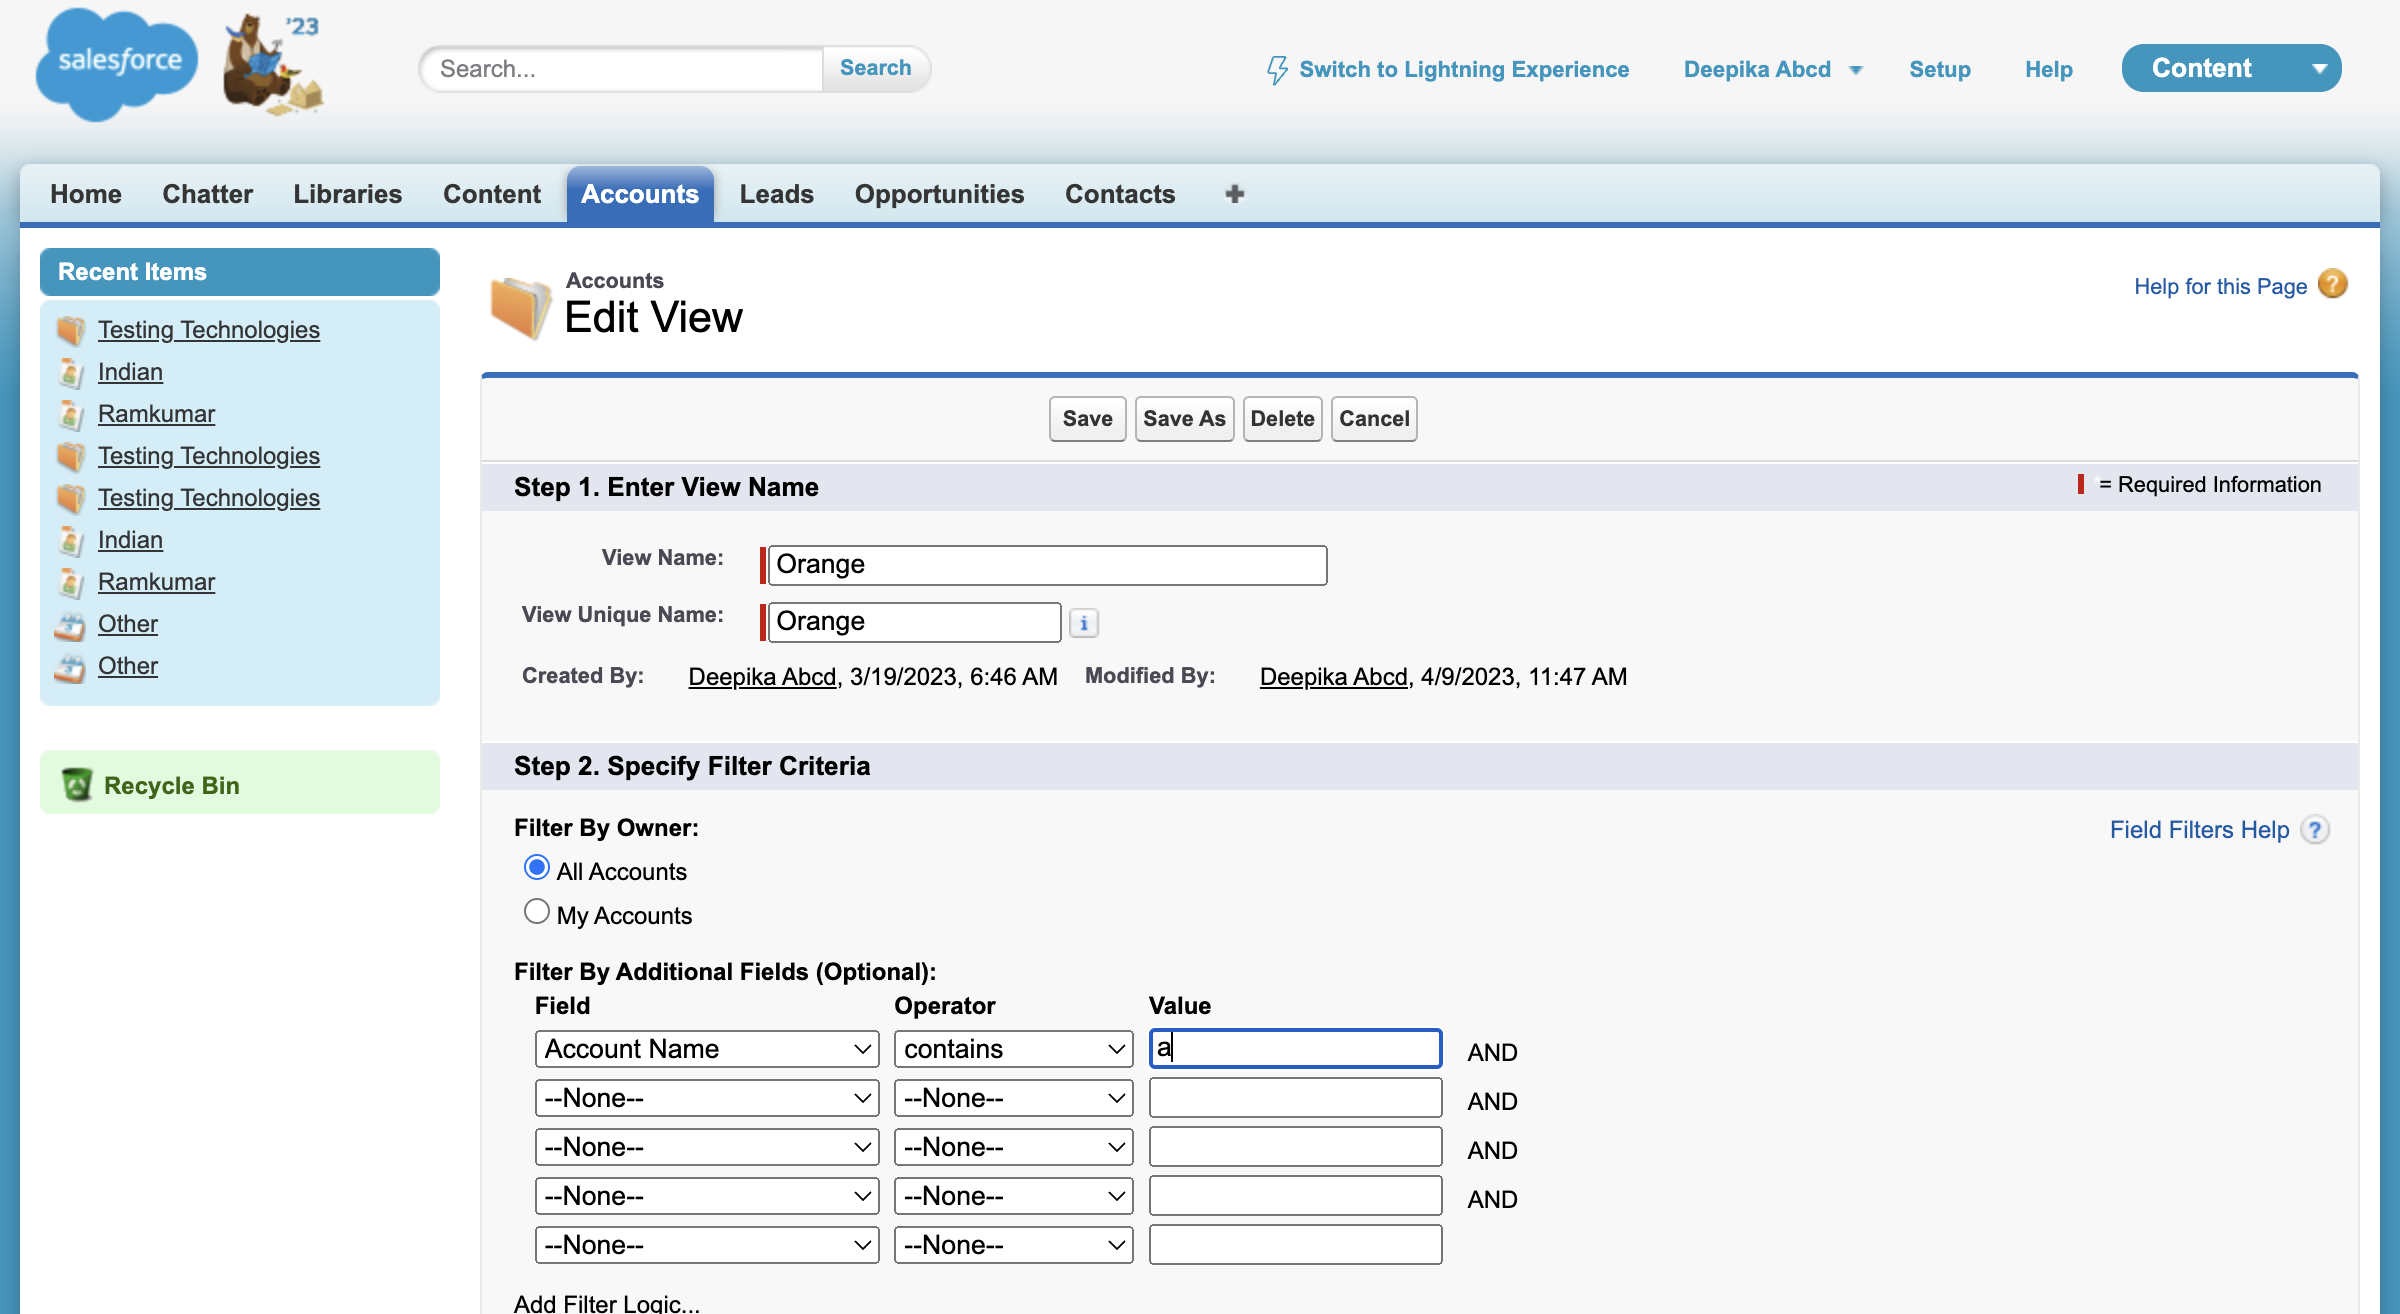 salesforce
'23
Search...
Search
Switch to Lightning Experience
Deepika Abcd
Setup
Help
Content
Home
Chatter
Libraries
Content
Accounts
Leads
Opportunities
Contacts
+
Recent Items
Testing Technologies
Indian
Ramkumar
Testing Technologies
Testing Technologies
Indian
Ramkumar
Other
Other
Recycle Bin
Accounts
Edit View
Help for this Page ?
Save
Save As
Delete
Cancel
Step 1. Enter View Name
= Required Information
View Name:
Orange
View Unique Name:
Orange
i
Created By:
Deepika Abcd, 3/19/2023, 6:46 AM
Modified By:
Deepika Abcd, 4/9/2023, 11:47 AM
Step 2. Specify Filter Criteria
Filter By Owner:
Field Filters Help ?
All Accounts
My Accounts
Filter By Additional Fields (Optional):
Field Operator Value
Account Name contains a AND
--None-- --None-- AND
--None-- --None-- AND
--None-- --None-- AND
--None-- --None--
Add Filter Logic...